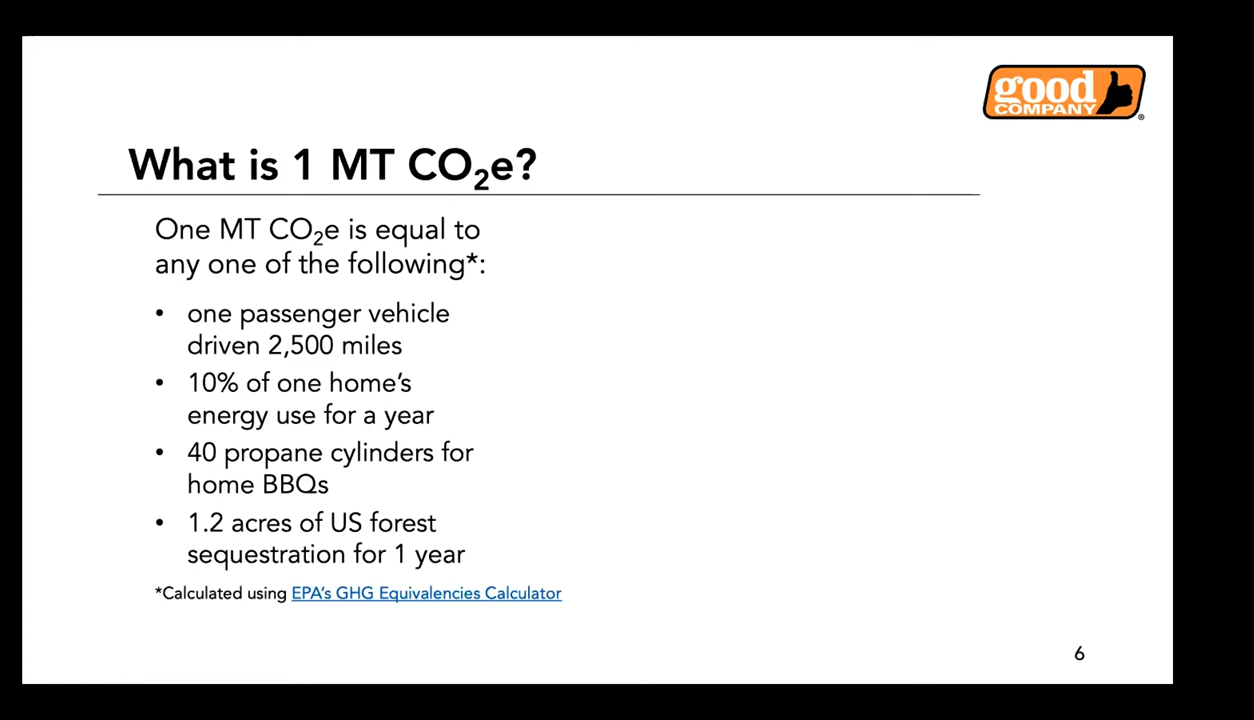 good
COMPANY
®
What is 1 MT CO₂e?
One MT CO₂e is equal to
any one of the following*:
• one passenger vehicle
driven 2,500 miles
• 10% of one home’s
energy use for a year
• 40 propane cylinders for
home BBQs
• 1.2 acres of US forest
sequestration for 1 year
*Calculated using EPA’s GHG Equivalencies Calculator
6